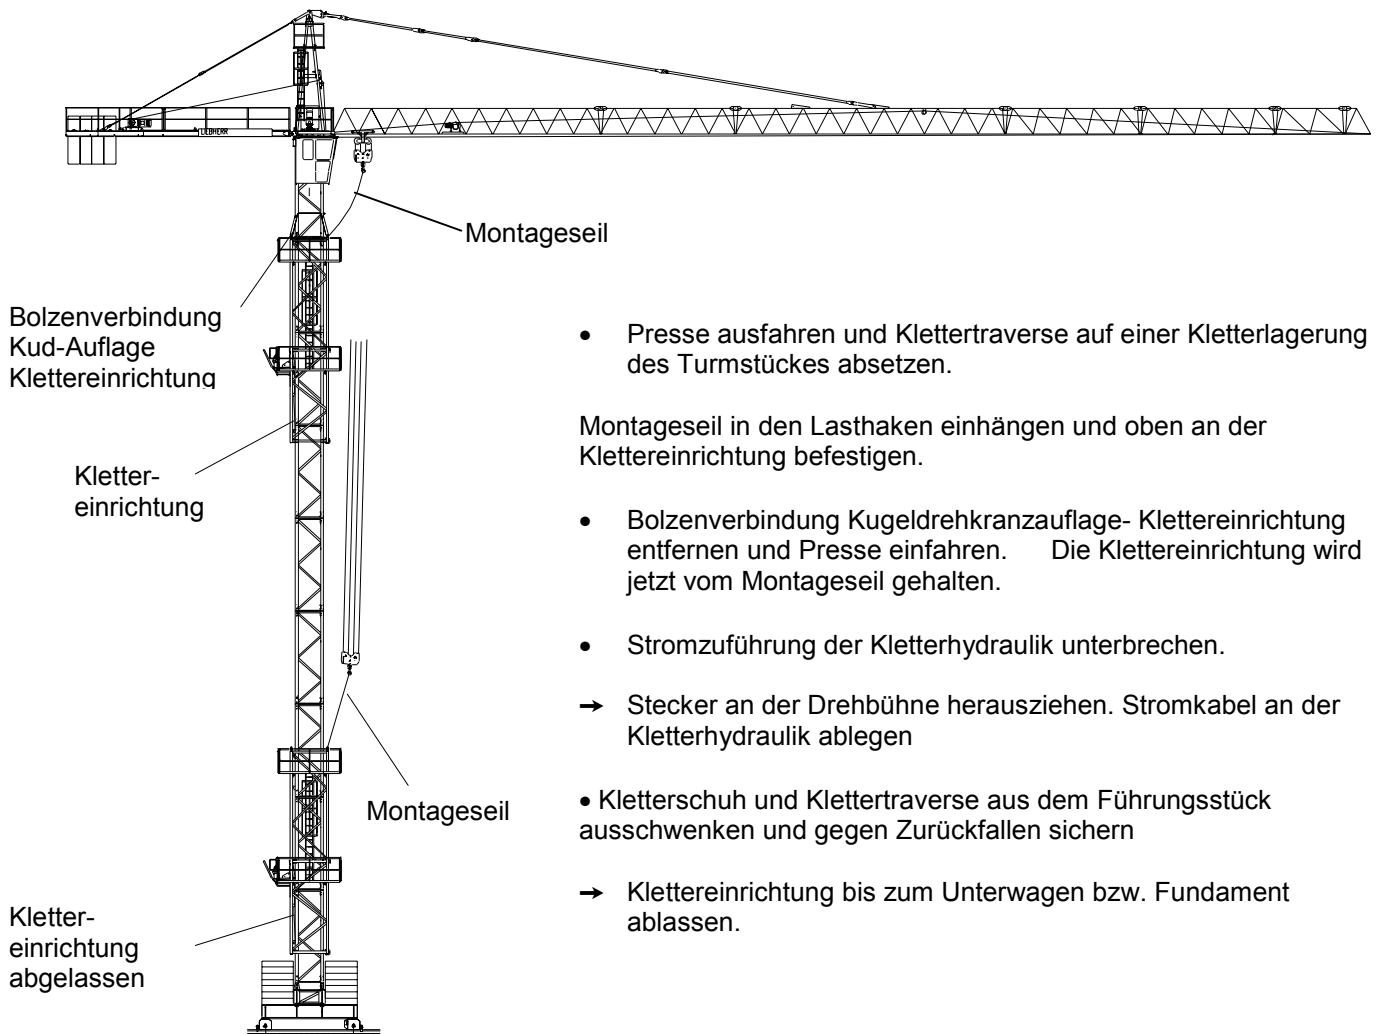 LIEBHERR
Montageseil
Bolzenverbindung
Kud-Auflage
Klettereinrichtung
• Presse ausfahren und Klettertraverse auf einer Kletterlagerung
des Turmstückes absetzen.
Montageseil in den Lasthaken einhängen und oben an der
Klettereinrichtung befestigen.
Kletter-
einrichtung
• Bolzenverbindung Kugeldrehkranzauflage- Klettereinrichtung
entfernen und Presse einfahren. Die Klettereinrichtung wird
jetzt vom Montageseil gehalten.
• Stromzuführung der Kletterhydraulik unterbrechen.
→ Stecker an der Drehbühne herausziehen. Stromkabel an der
Kletterhydraulik ablegen
Montageseil
• Kletterschuh und Klettertraverse aus dem Führungsstück
ausschwenken und gegen Zurückfallen sichern
→ Klettereinrichtung bis zum Unterwagen bzw. Fundament
ablassen.
Kletter-
einrichtung
abgelassen